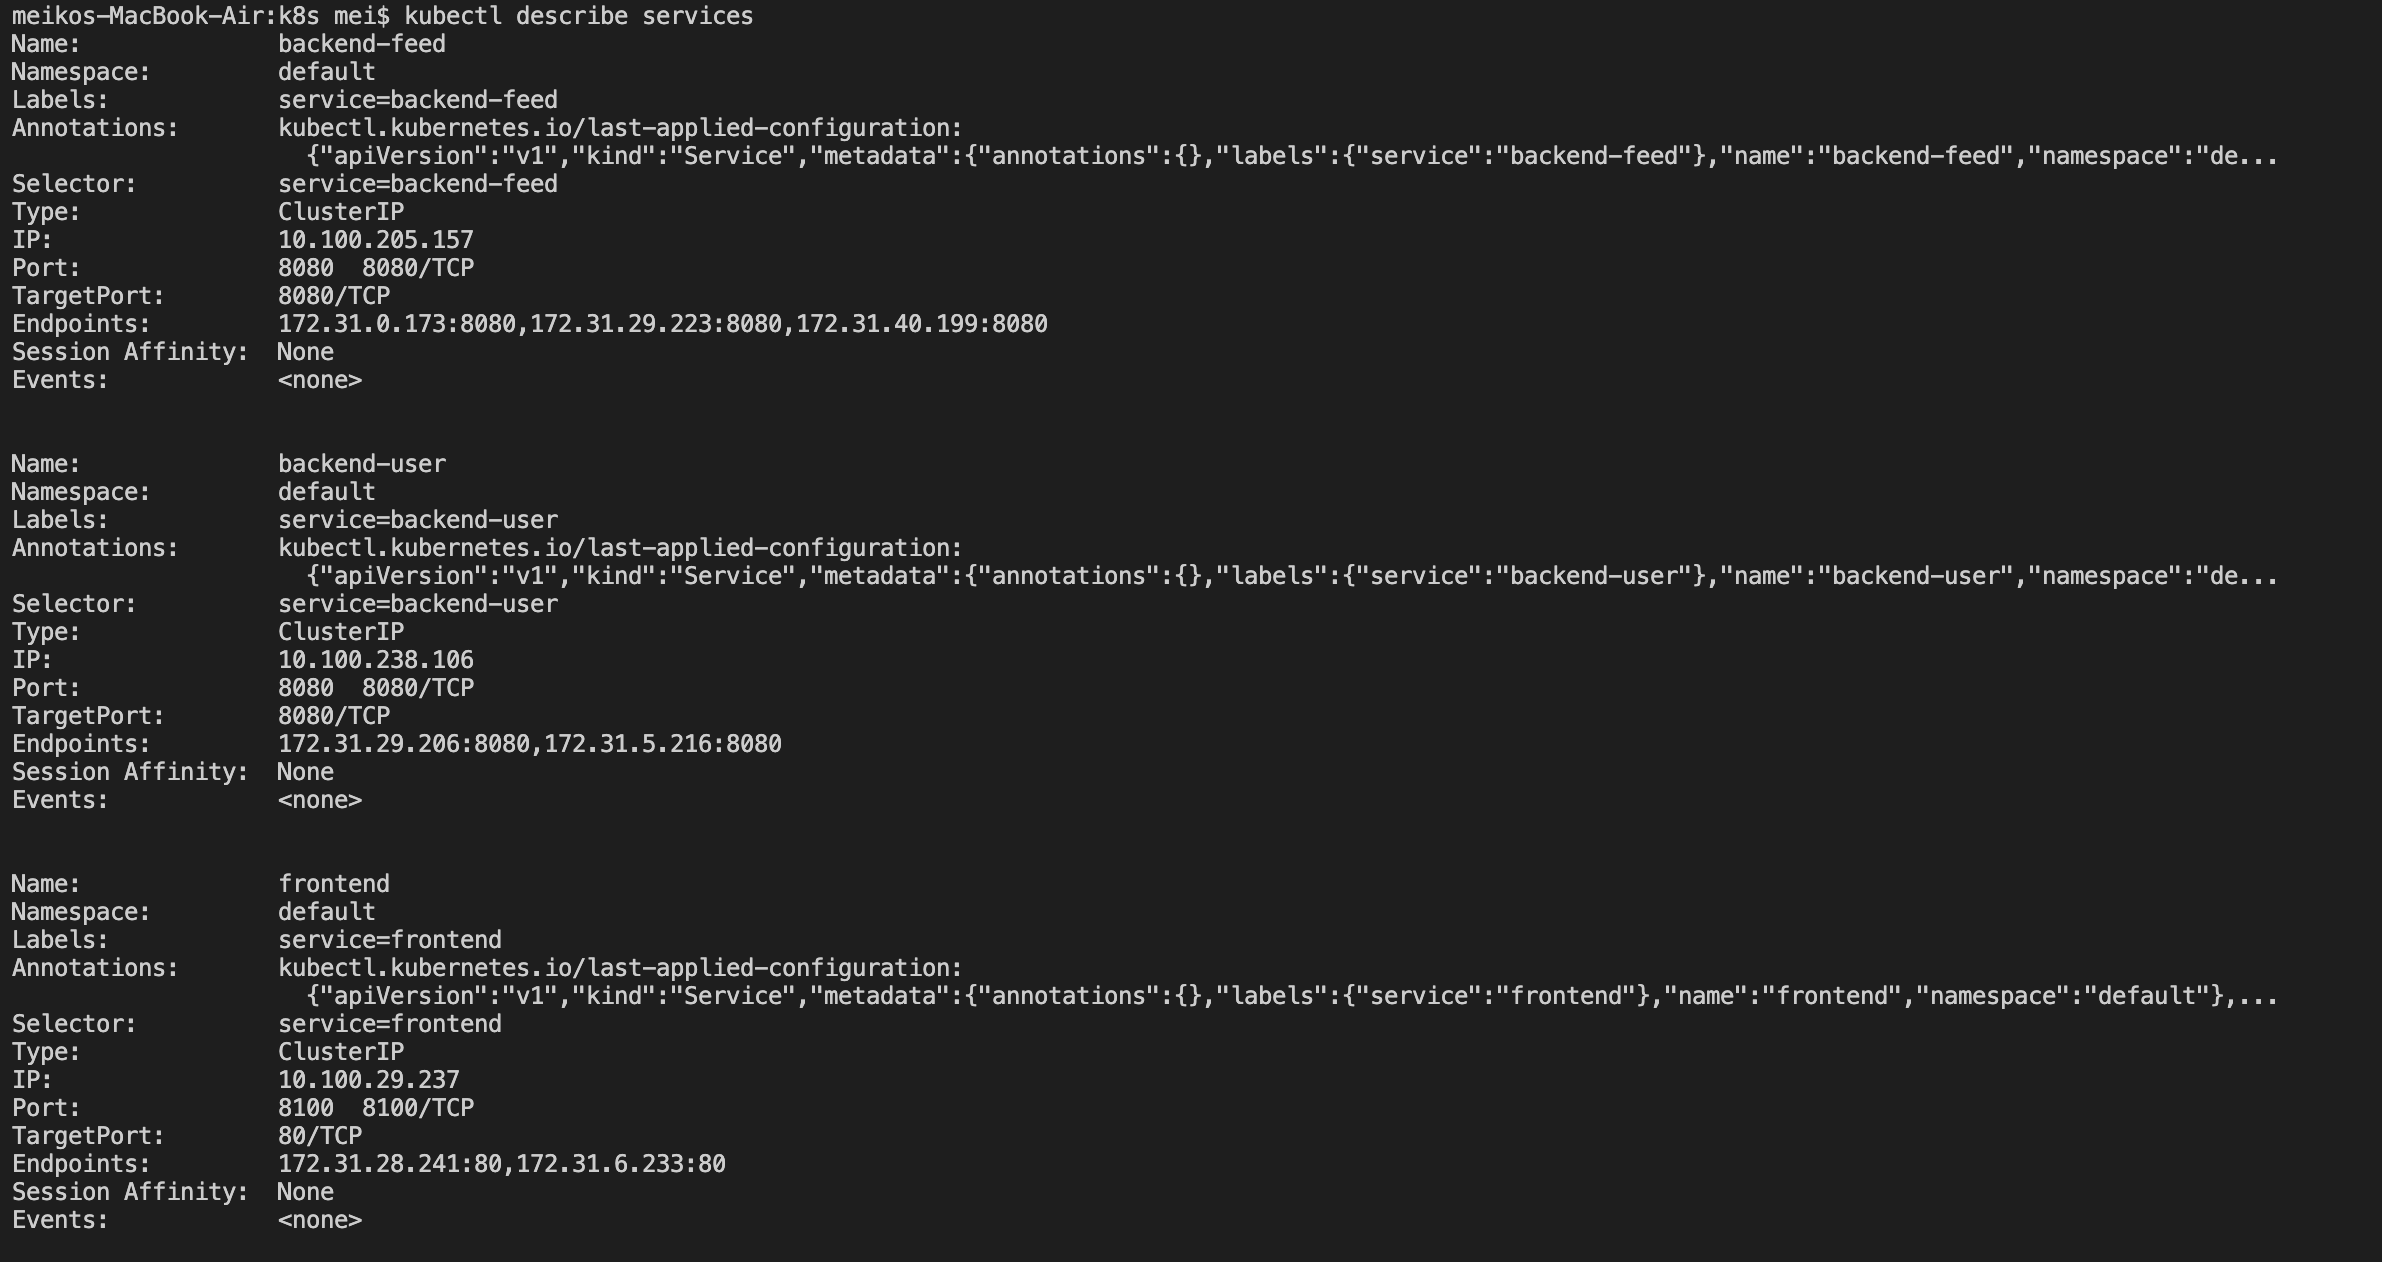 meikos-MacBook-Air:k8s mei$ kubectl describe services
Name:              backend-feed
Namespace:         default
Labels:            service=backend-feed
Annotations:       kubectl.kubernetes.io/last-applied-configuration:
                     {"apiVersion":"v1","kind":"Service","metadata":{"annotations":{},"labels":{"service":"backend-feed"},"name":"backend-feed","namespace":"de...
Selector:          service=backend-feed
Type:              ClusterIP
IP:                10.100.205.157
Port:              8080  8080/TCP
TargetPort:        8080/TCP
Endpoints:         172.31.0.173:8080,172.31.29.223:8080,172.31.40.199:8080
Session Affinity:  None
Events:            <none>

Name:              backend-user
Namespace:         default
Labels:            service=backend-user
Annotations:       kubectl.kubernetes.io/last-applied-configuration:
                     {"apiVersion":"v1","kind":"Service","metadata":{"annotations":{},"labels":{"service":"backend-user"},"name":"backend-user","namespace":"de...
Selector:          service=backend-user
Type:              ClusterIP
IP:                10.100.238.106
Port:              8080  8080/TCP
TargetPort:        8080/TCP
Endpoints:         172.31.29.206:8080,172.31.5.216:8080
Session Affinity:  None
Events:            <none>

Name:              frontend
Namespace:         default
Labels:            service=frontend
Annotations:       kubectl.kubernetes.io/last-applied-configuration:
                     {"apiVersion":"v1","kind":"Service","metadata":{"annotations":{},"labels":{"service":"frontend"},"name":"frontend","namespace":"default"},...
Selector:          service=frontend
Type:              ClusterIP
IP:                10.100.29.237
Port:              8100  8100/TCP
TargetPort:        80/TCP
Endpoints:         172.31.28.241:80,172.31.6.233:80
Session Affinity:  None
Events:            <none>